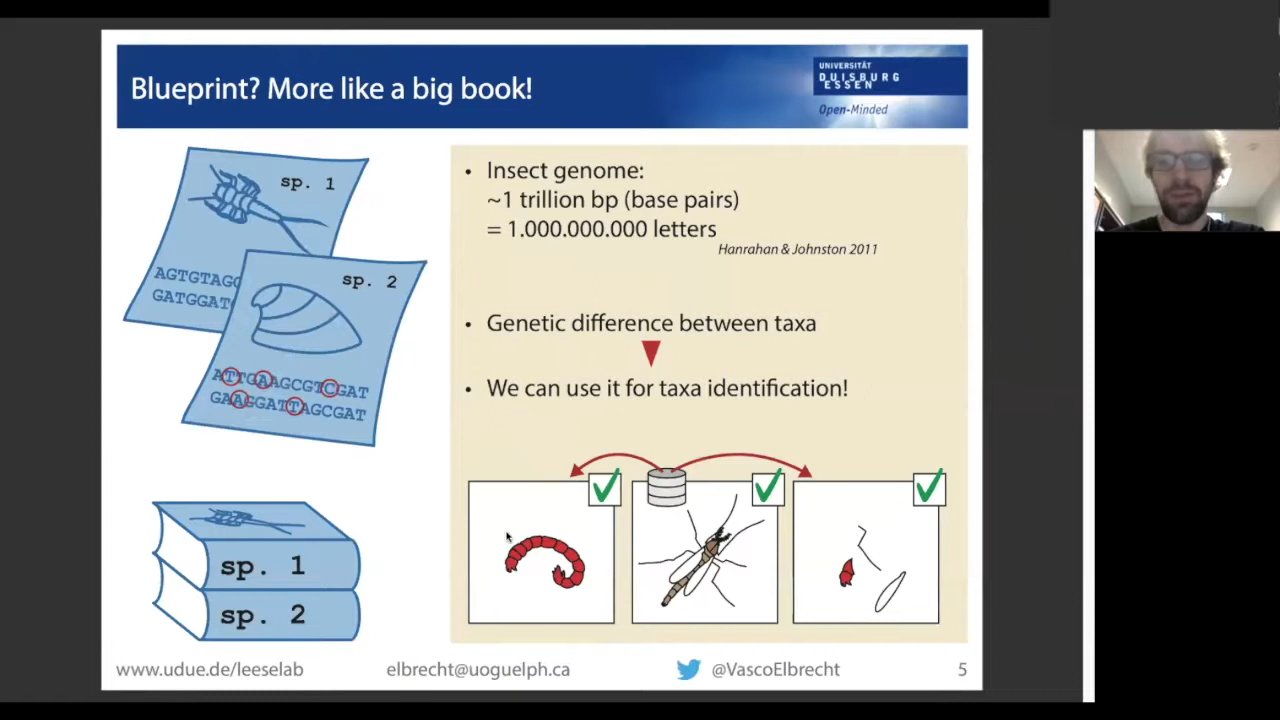 Blueprint? More like a big book!
UNIVERSITÄT
DUISBURG
ESSEN
Open-Minded
sp. 1
AGTGTAGC
GATGGATC
sp. 2
ATTGAAGCGTCGAT
GAAGGATTAGCGAT
sp. 1
sp. 2
• Insect genome:
~1 trillion bp (base pairs)
= 1.000.000.000 letters
Hanrahan & Johnston 2011
• Genetic difference between taxa
• We can use it for taxa identification!
www.udue.de/leeselab
elbrecht@uoguelph.ca
@VascoElbrecht
5